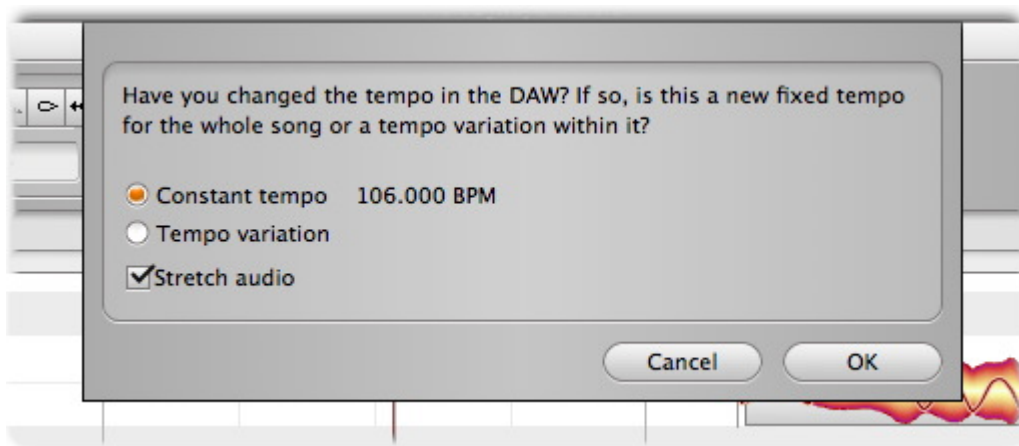 Have you changed the tempo in the DAW? If so, is this a new fixed tempo
for the whole song or a tempo variation within it?
Constant tempo 106.000 BPM
Tempo variation
Stretch audio
Cancel OK